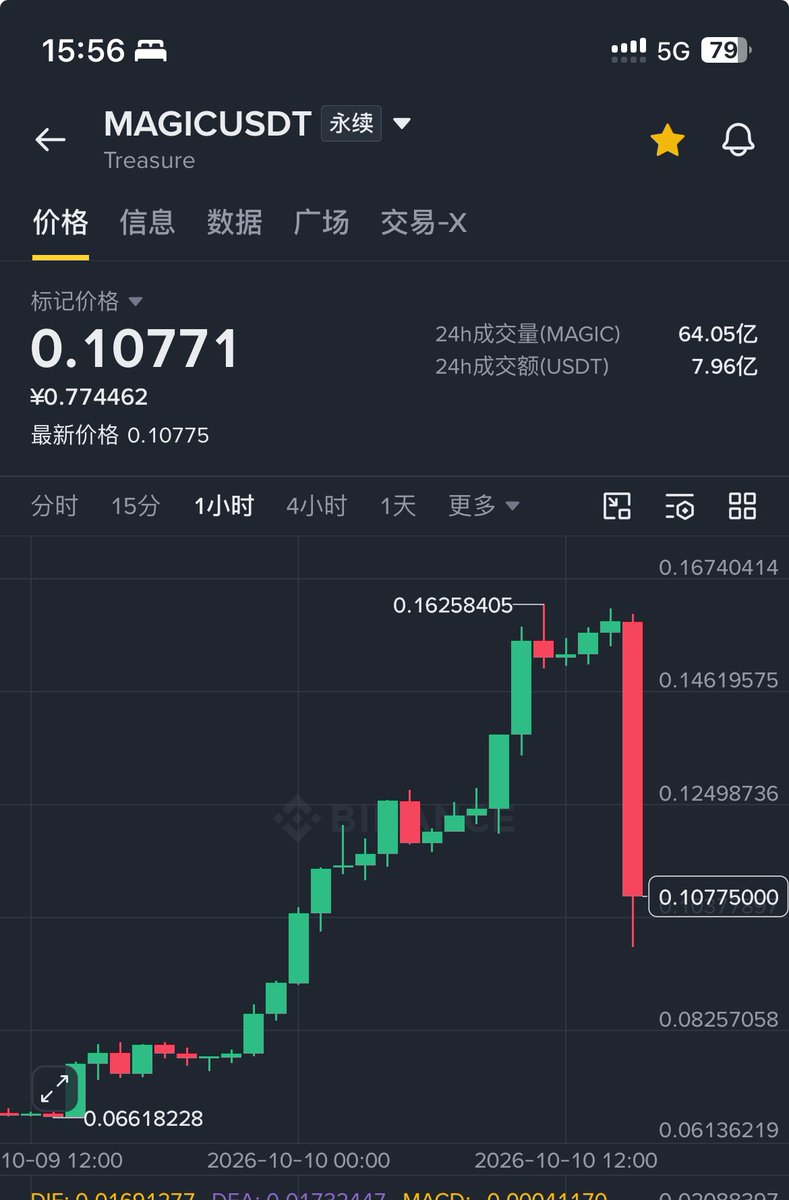 15:56 5G 79
MAGICUSDT 永续
Treasure
价格 信息 数据 广场 交易-X
标记价格
0.10771
24h成交量(MAGIC) 64.05亿
24h成交额(USDT) 7.96亿
¥0.774462
最新价格 0.10775
分时 15分 1小时 4小时 1天 更多
0.16740414
0.16258405
0.14619575
0.12498736
BINANCE
0.10775000
0.08257058
0.06618228
0.06136219
10-09 12:00 2026-10-10 00:00 2026-10-10 12:00